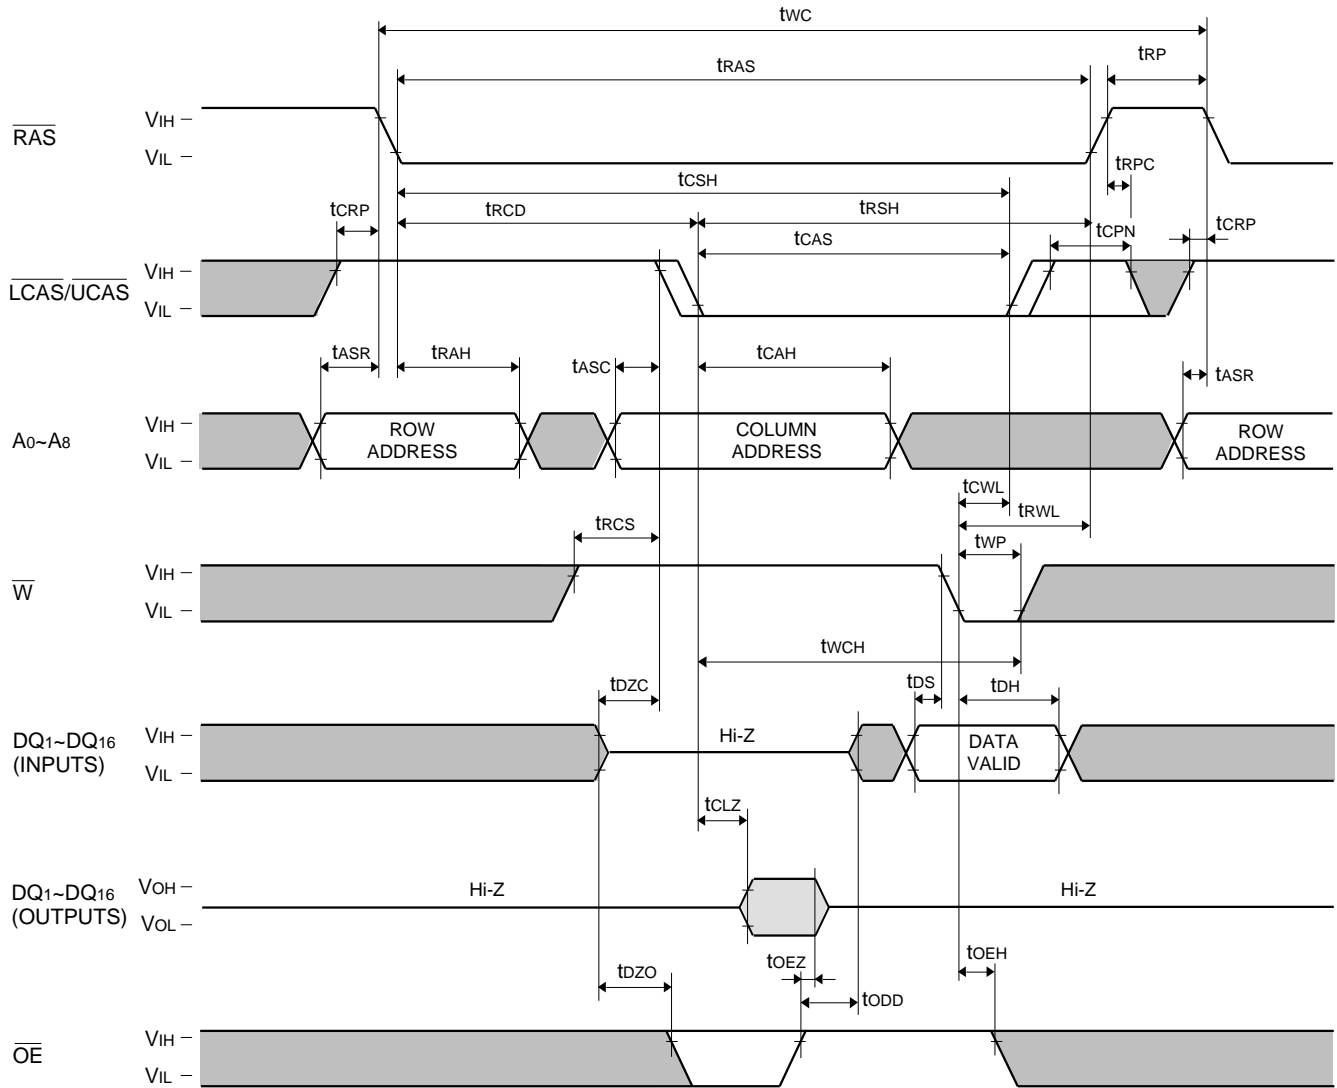 tWC
tRAS
tRP
RAS
VIH
VIL
tRPC
tCSH
tCRP
tRCD
tRSH
tCPN
tCRP
tCAS
LCAS/UCAS
VIH
VIL
tASR
tRAH
tASC
tCAH
tASR
A0~A8
VIH
VIL
ROW
ADDRESS
COLUMN
ADDRESS
ROW
ADDRESS
tCWL
tRWL
tRCS
tWP
W
VIH
VIL
tWCH
tDZC
tDS
tDH
DQ1~DQ16
(INPUTS)
VIH
VIL
Hi-Z
DATA
VALID
tCLZ
DQ1~DQ16
(OUTPUTS)
VOH
VOL
Hi-Z
Hi-Z
tDZO
tOEZ
tODD
tOEH
OE
VIH
VIL